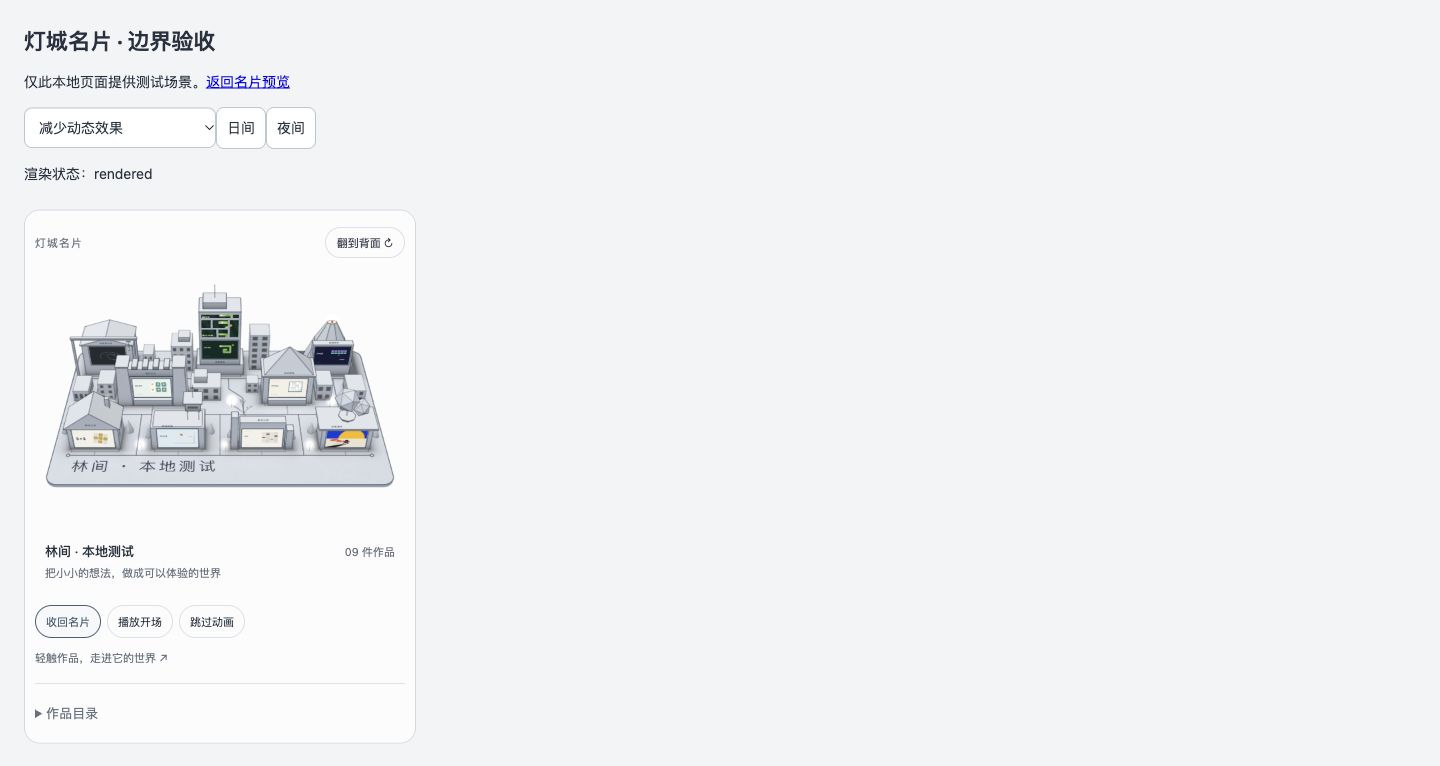 灯城名片 · 边界验收
仅此本地页面提供测试场景。返回名片预览
减少动态效果 日间 夜间
渲染状态：rendered
灯城名片 翻到背面 ↻
林间 · 本地测试
林间 · 本地测试 09 件作品
把小小的想法，做成可以体验的世界
收回名片 播放开场 跳过动画
轻触作品，走进它的世界 ↗
▶ 作品目录